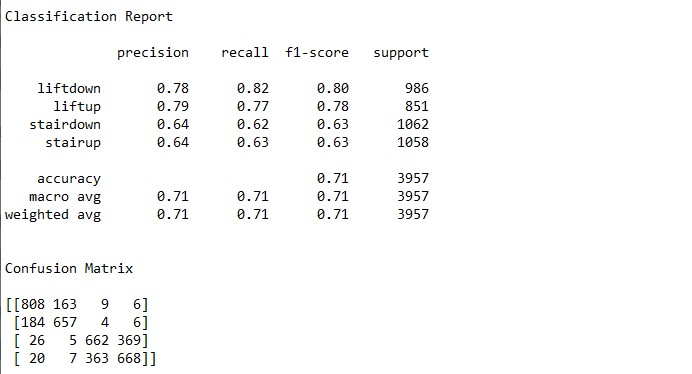 Classification Report
precision recall f1-score support
liftdown 0.78 0.82 0.80 986
liftup 0.79 0.77 0.78 851
stairdown 0.64 0.62 0.63 1062
stairup 0.64 0.63 0.63 1058
accuracy 0.71 3957
macro avg 0.71 0.71 0.71 3957
weighted avg 0.71 0.71 0.71 3957
Confusion Matrix
[[808 163 9 6]
[184 657 4 6]
[ 26 5 662 369]
[ 20 7 363 668]]